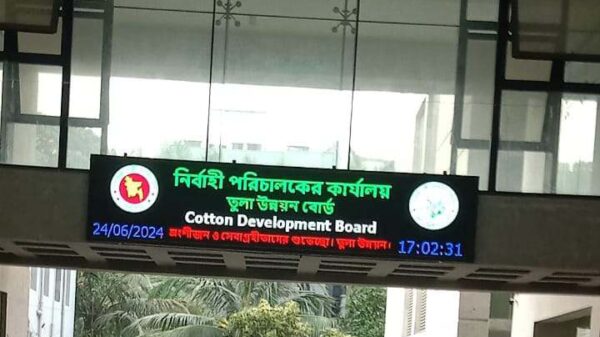 নির্বাহী পরিচালকের কার্যালয়
তুলা উন্নয়ন বোর্ড
Cotton Development Board
24/06/2024 অংশীজন ও সেবাগ্রহীতাদের শুভেচ্ছা। তুলা উন্নয়ন। 17:02:31